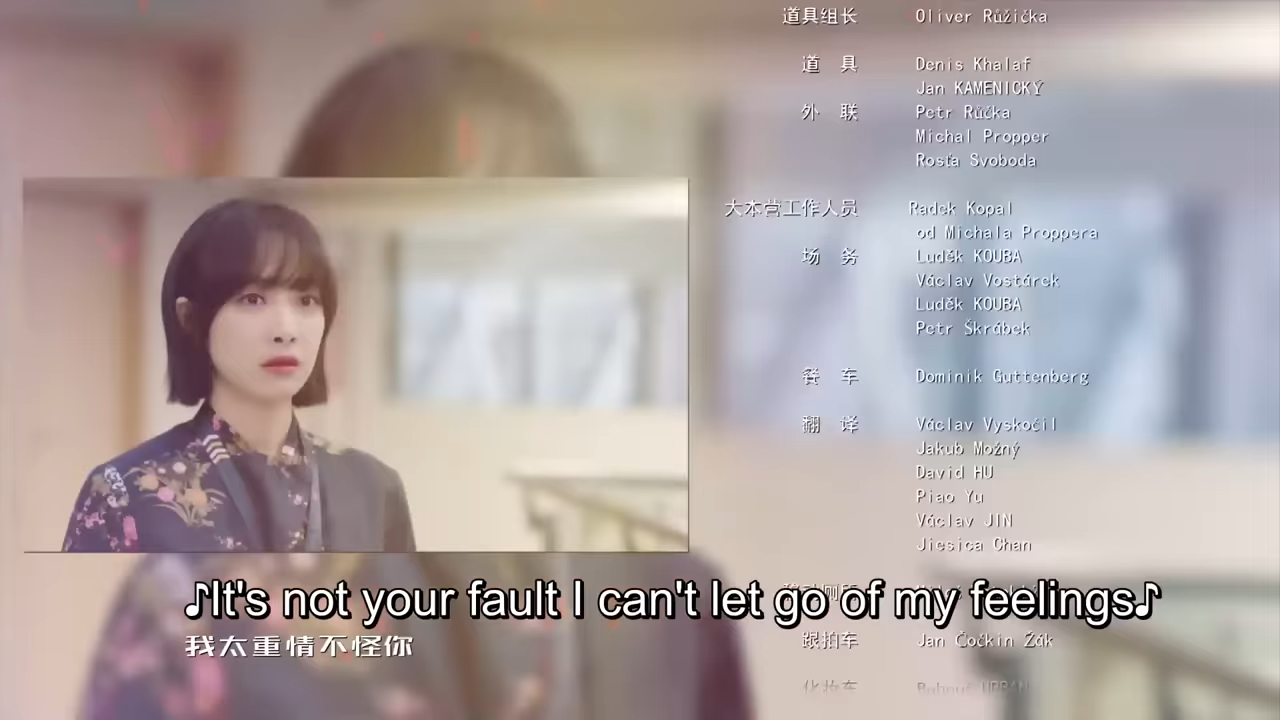 道具组长 Oliver Růžička
道 具 Denis Khalaf
Jan KAMENICKÝ
外 联 Petr Růčka
Michal Propper
Rosťa Svoboda
大本营工作人员 Radek Kopal
od Michala Proppera
场 务 Luděk KOUBA
Václav Vostárek
Luděk KOUBA
Petr Škrábek
餐 车 Dominik Guttenberg
翻 译 Václav Vyskočil
Jakub Možný
David HU
Piao Yu
Václav JIN
Jiesica Chan
♪It's not your fault I can't let go of my feelings♪
我太重情不怪你
跟拍车 Jan Čočkin Žák
化妆车